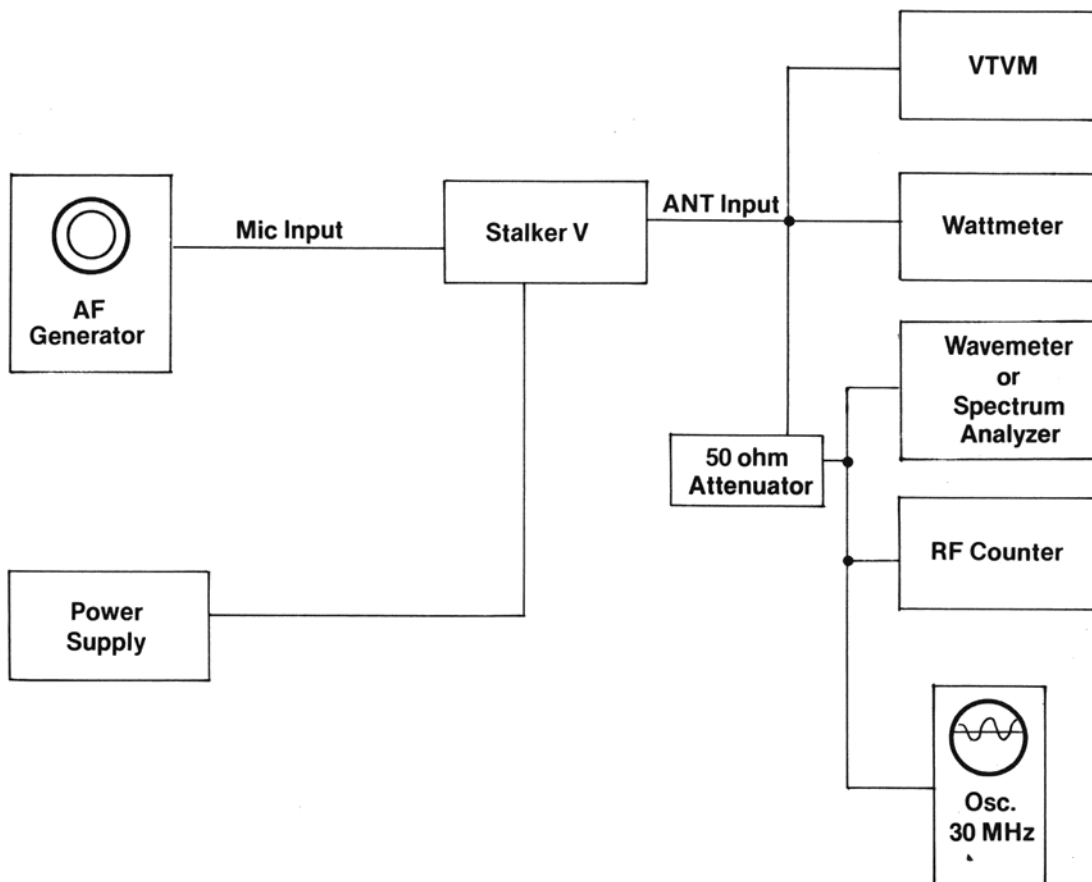 VTVM
Mic Input
AF
Generator
Stalker V
ANT Input
Wattmeter
Wavemeter
or
Spectrum
Analyzer
50 ohm
Attenuator
RF Counter
Power
Supply
Osc.
30 MHz